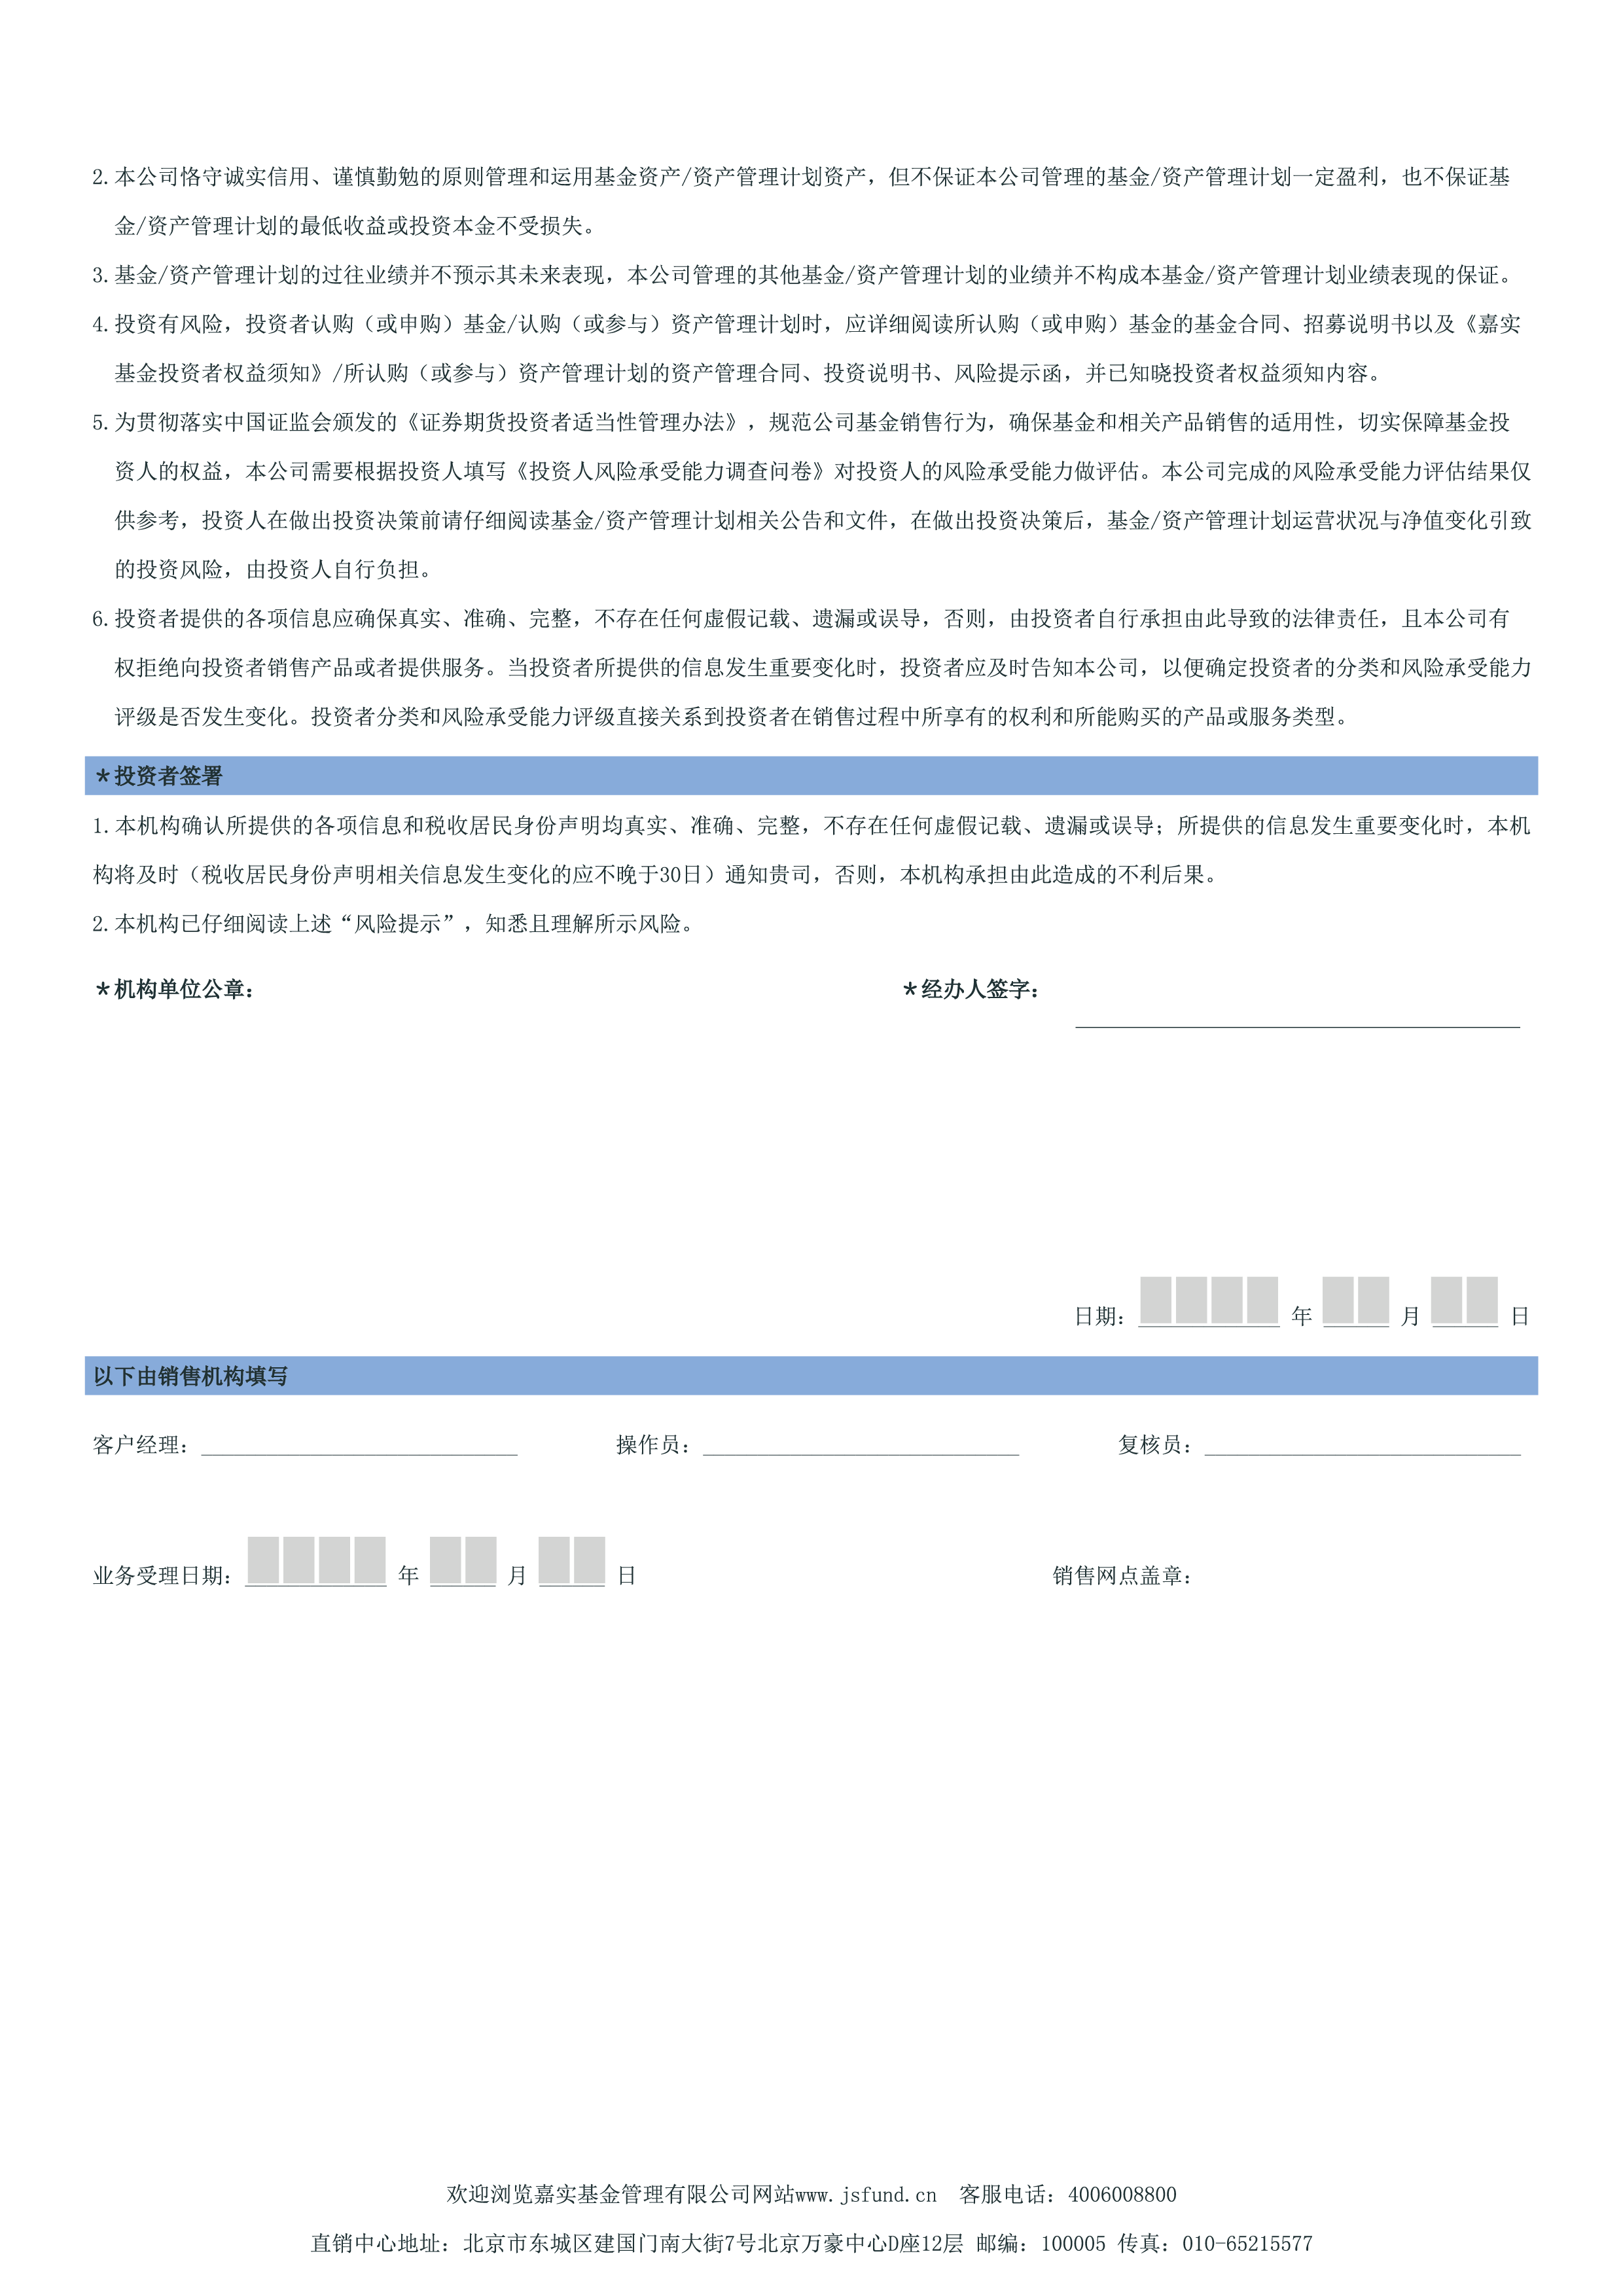 2. 本公司恪守诚实信用、谨慎勤勉的原则管理和运用基金资产/资产管理计划资产，但不保证本公司管理的基金/资产管理计划一定盈利，也不保证基
金/资产管理计划的最低收益或投资本金不受损失。
3. 基金/资产管理计划的过往业绩并不预示其未来表现，本公司管理的其他基金/资产管理计划的业绩并不构成本基金/资产管理计划业绩表现的保证。
4. 投资有风险，投资者认购（或申购）基金/认购（或参与）资产管理计划时，应详细阅读所认购（或申购）基金的基金合同、招募说明书以及《嘉实
基金投资者权益须知》/所认购（或参与）资产管理计划的资产管理合同、投资说明书、风险提示函，并已知晓投资者权益须知内容。
5. 为贯彻落实中国证监会颁发的《证券期货投资者适当性管理办法》，规范公司基金销售行为，确保基金和相关产品销售的适用性，切实保障基金投
资人的权益，本公司需要根据投资人填写《投资人风险承受能力调查问卷》对投资人的风险承受能力做评估。本公司完成的风险承受能力评估结果仅
供参考，投资人在做出投资决策前请仔细阅读基金/资产管理计划相关公告和文件，在做出投资决策后，基金/资产管理计划运营状况与净值变化引致
的投资风险，由投资人自行负担。
6. 投资者提供的各项信息应确保真实、准确、完整，不存在任何虚假记载、遗漏或误导，否则，由投资者自行承担由此导致的法律责任，且本公司有
权拒绝向投资者销售产品或者提供服务。当投资者所提供的信息发生重要变化时，投资者应及时告知本公司，以便确定投资者的分类和风险承受能力
评级是否发生变化。投资者分类和风险承受能力评级直接关系到投资者在销售过程中所享有的权利和所能购买的产品或服务类型。
＊投资者签署
1. 本机构确认所提供的各项信息和税收居民身份声明均真实、准确、完整，不存在任何虚假记载、遗漏或误导；所提供的信息发生重要变化时，本机
构将及时（税收居民身份声明相关信息发生变化的应不晚于30日）通知贵司，否则，本机构承担由此造成的不利后果。
2. 本机构已仔细阅读上述“风险提示”，知悉且理解所示风险。
＊机构单位公章： ＊经办人签字：
日期： 年 月 日
以下由销售机构填写
客户经理： 操作员： 复核员：
业务受理日期： 年 月 日 销售网点盖章：
欢迎浏览嘉实基金管理有限公司网站www.jsfund.cn 客服电话：4006008800
直销中心地址：北京市东城区建国门南大街7号北京万豪中心D座12层 邮编：100005 传真：010-65215577